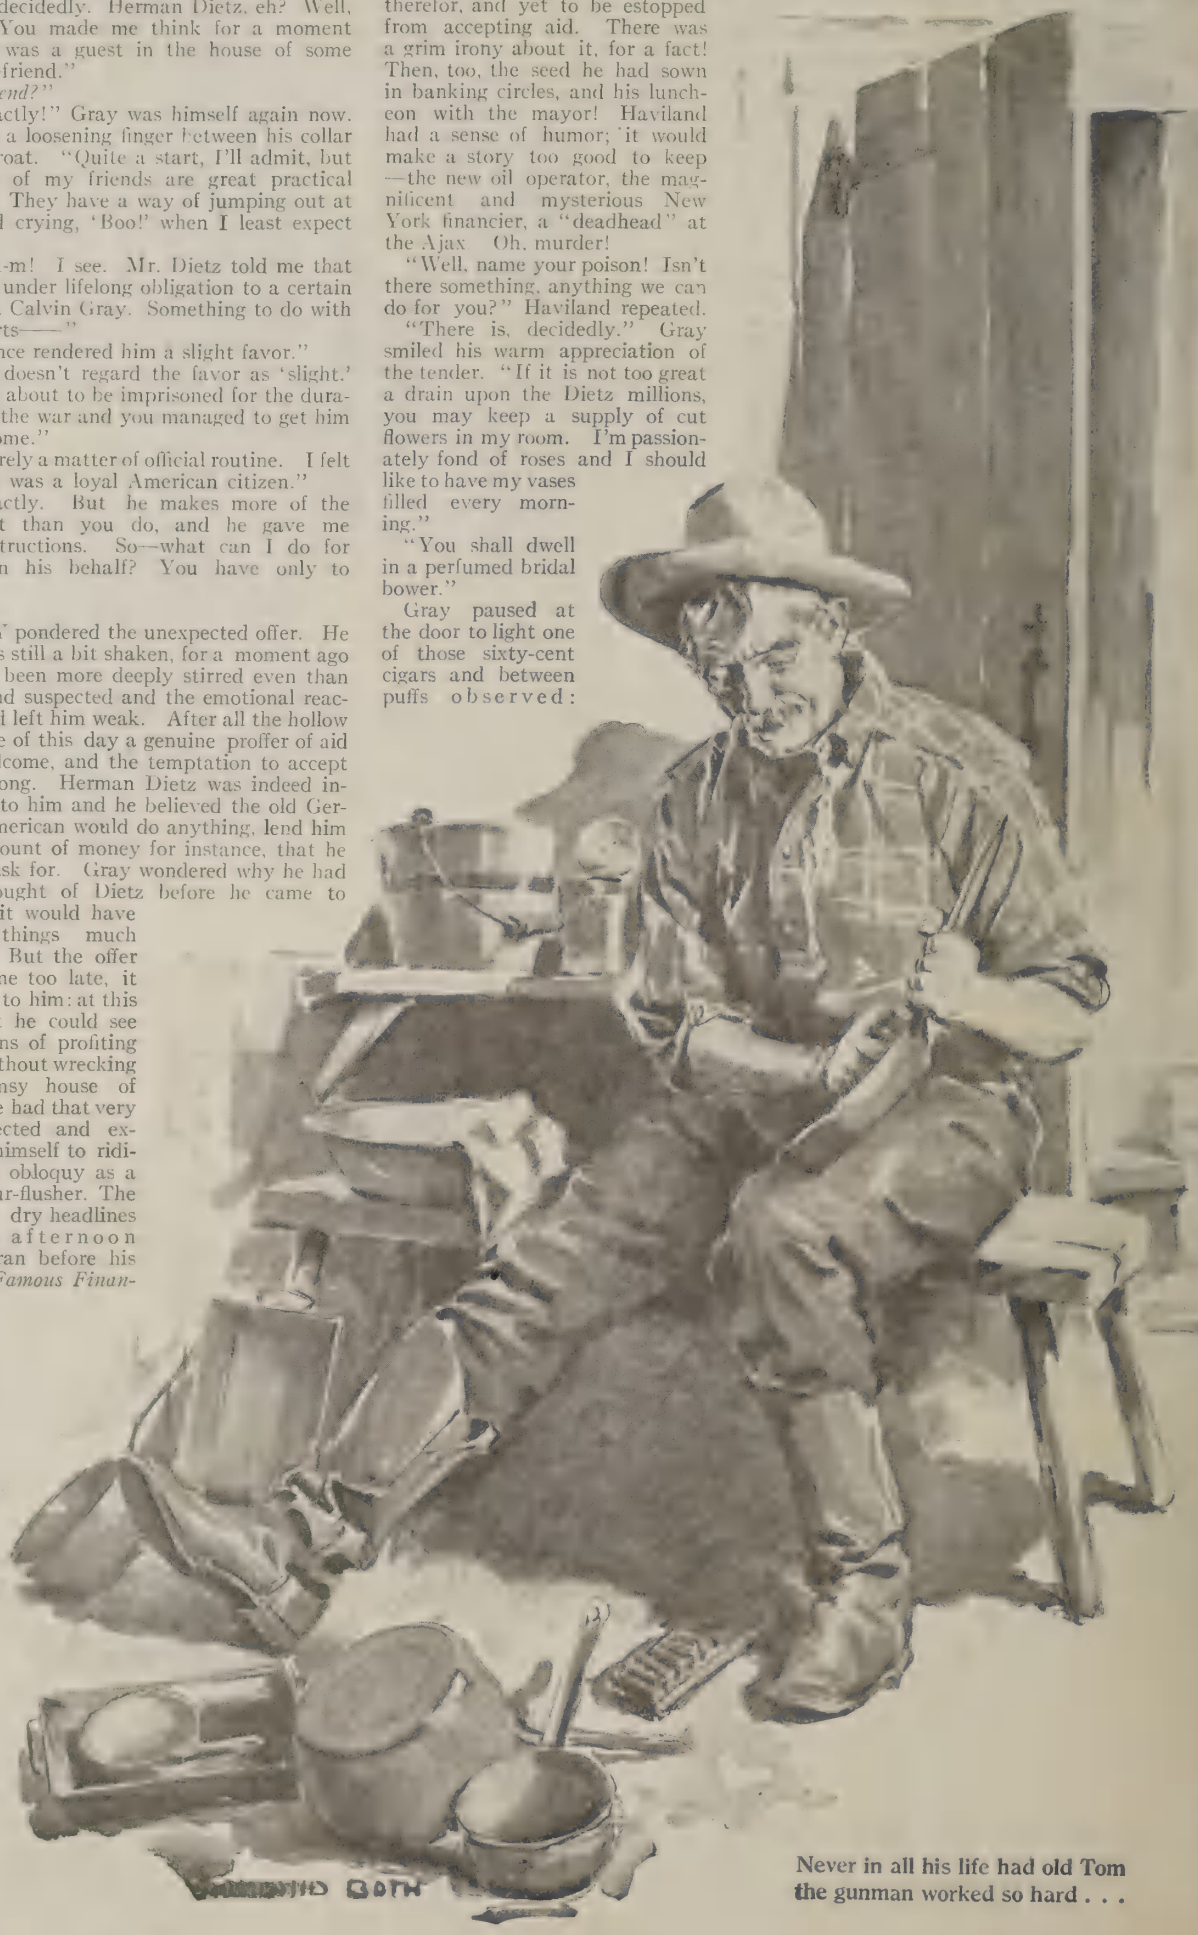 decidedly. Herman Dietz, eh? Well,
You made me think for a moment
was a guest in the house of some
friend."
end?"
ctly!" Gray was himself again now.
a loosening finger between his collar
roat. "Quite a start, I'll admit, but
of my friends are great practical
They have a way of jumping out at
l crying, 'Boo!' when I least expect
-m! I see. Mr. Dietz told me that
under lifelong obligation to a certain
Calvin Gray. Something to do with
rts——"
nce rendered him a slight favor."
doesn't regard the favor as 'slight.'
about to be imprisoned for the dura-
the war and you managed to get him
ome."
rely a matter of official routine. I felt
was a loyal American citizen."
actly. But he makes more of the
t than you do, and he gave me
tructions. So—what can I do for
n his behalf? You have only to
pondered the unexpected offer. He
s still a bit shaken, for a moment ago
been more deeply stirred even than
d suspected and the emotional reac-
l left him weak. After all the hollow
e of this day a genuine proffer of aid
lcome, and the temptation to accept
ong. Herman Dietz was indeed in-
to him and he believed the old Ger-
merican would do anything, lend him
ount of money for instance, that he
sk for. Gray wondered why he had
ought of Dietz before he came to
it would have
things much
But the offer
ne too late, it
to him: at this
he could see
ns of profiting
thout wrecking
nsy house of
e had that very
cted and ex-
himself to ridi-
obloquy as a
ur-flusher. The
dry headlines
afternoon
ran before his
Famous Finan-
therefor, and yet to be estopped
from accepting aid. There was
a grim irony about it, for a fact!
Then, too, the seed he had sown
in banking circles, and his lunch-
eon with the mayor! Haviland
had a sense of humor; it would
make a story too good to keep
—the new oil operator, the mag-
nificent and mysterious New
York financier, a "deadhead" at
the Ajax. Oh, murder!
"Well, name your poison! Isn't
there something, anything we can
do for you?" Haviland repeated.
"There is, decidedly." Gray
smiled his warm appreciation of
the tender. "If it is not too great
a drain upon the Dietz millions,
you may keep a supply of cut
flowers in my room. I'm passion-
ately fond of roses and I should
like to have my vases
filled every morn-
ing."
"You shall dwell
in a perfumed bridal
bower."
Gray paused at
the door to light one
of those sixty-cent
cigars and between
puffs observed:
BOTH
Never in all his life had old Tom
the gunman worked so hard . . .